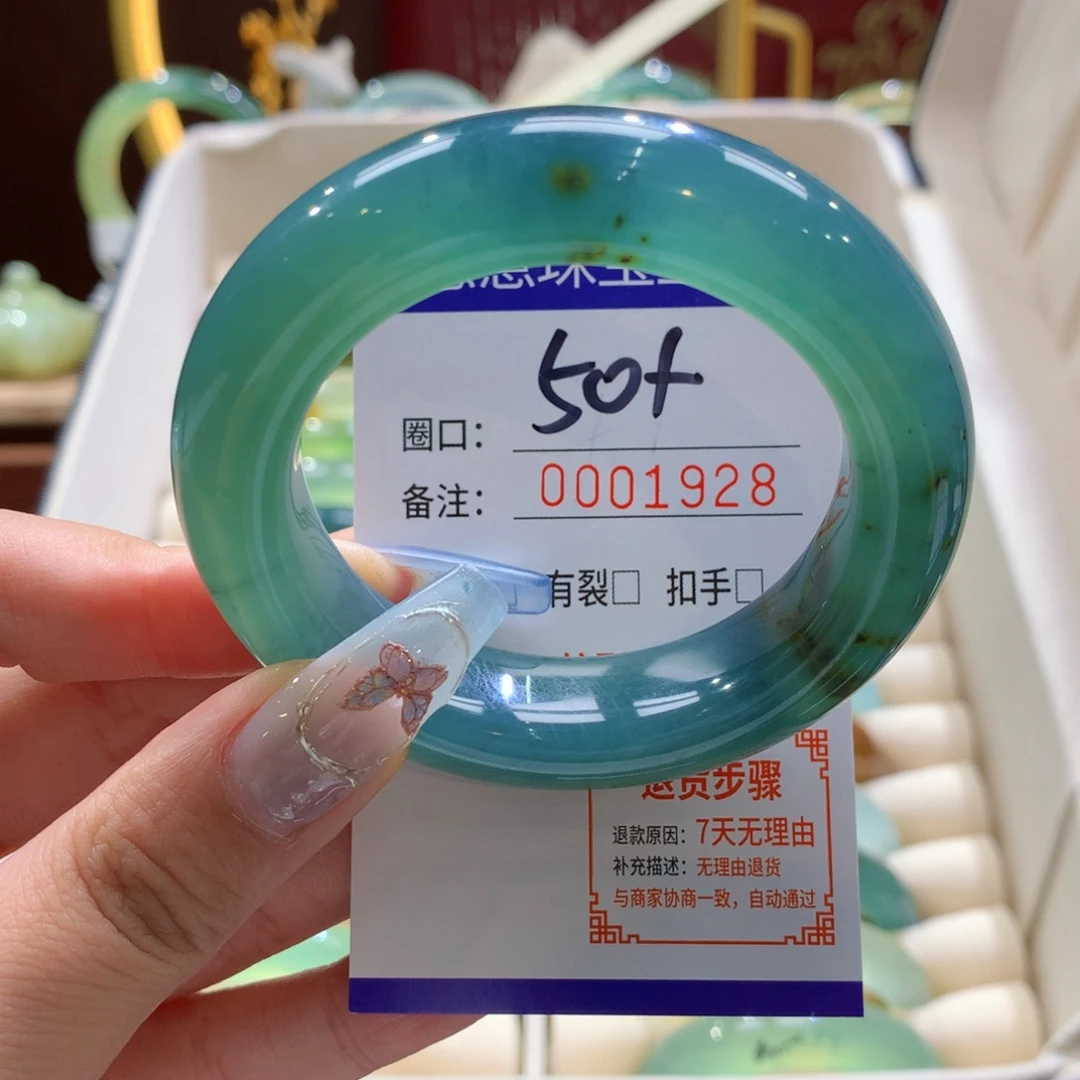 珠宝
50+
圈口：
备注：
0001928
有裂□ 扣手□
退货步骤
退款原因：7天无理由
补充描述：无理由退货
与商家协商一致，自动通过